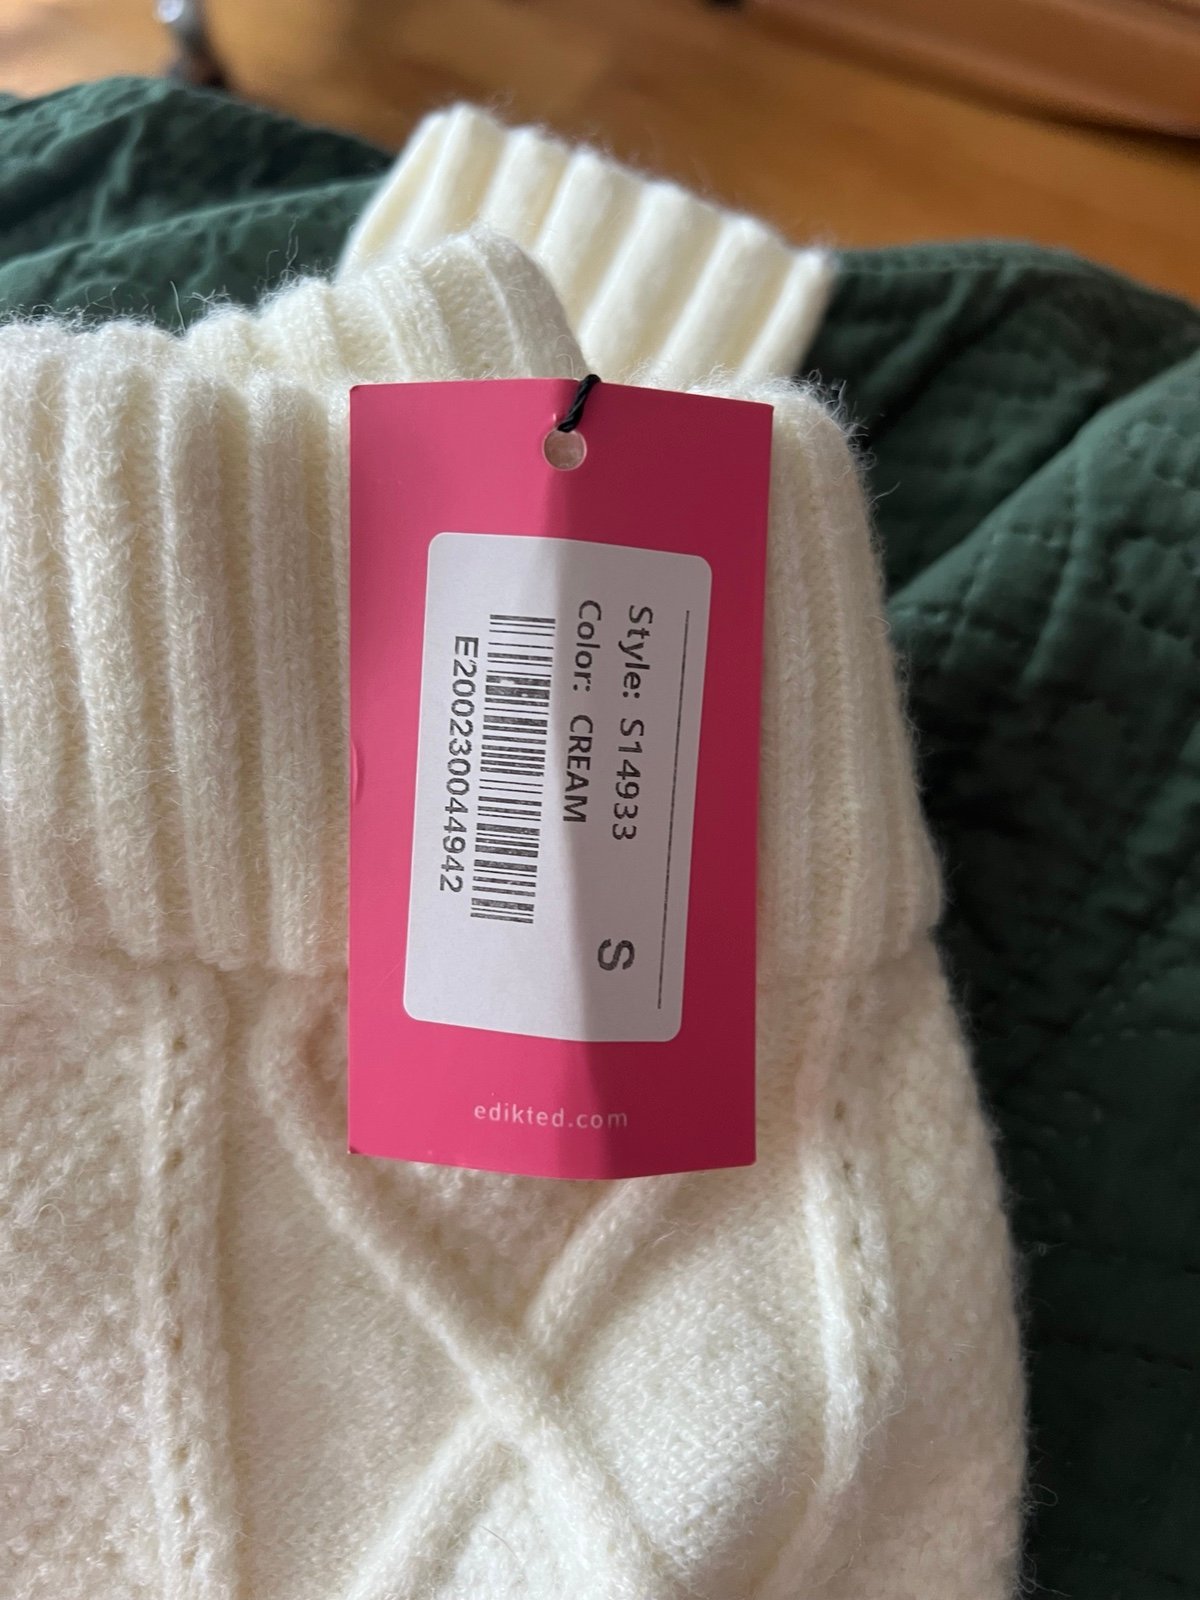 Style: S14933
S
Color: CREAM
E200230044942
edikted.com